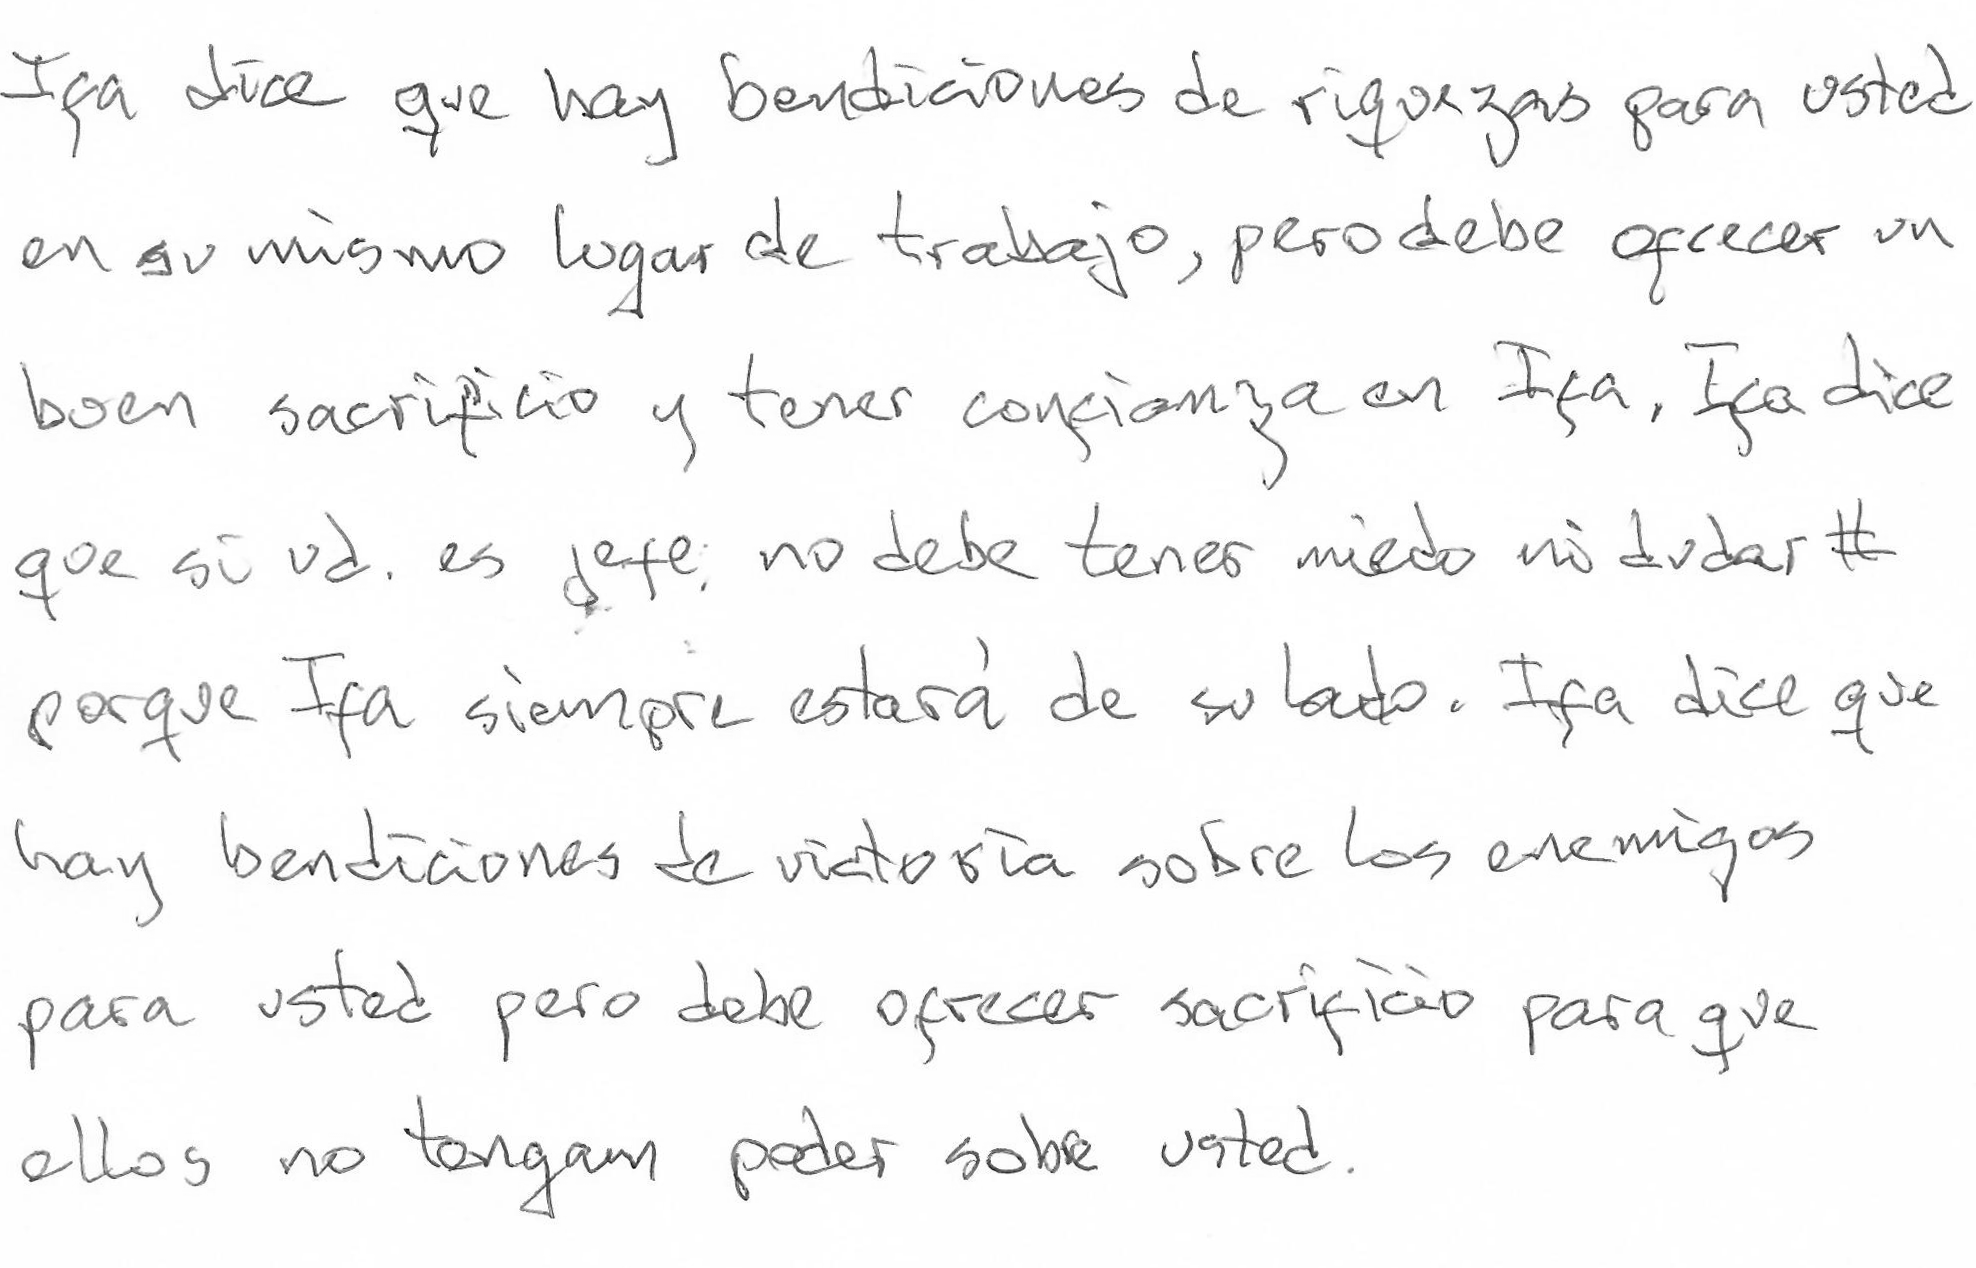 Ifa dice que hay bendiciones de riquezas para usted
en su mismo lugar de trabajo, pero debe ofrecer un
buen sacrificio y tener confianza en Ifa, Ifa dice
que si ud. es jefe, no debe tener miedo ni dudar #
porque Ifa siempre estará de su lado. Ifa dice que
hay bendiciones de victoria sobre los enemigos
para usted pero debe ofrecer sacrificio para que
ellos no tengan poder sobre usted.